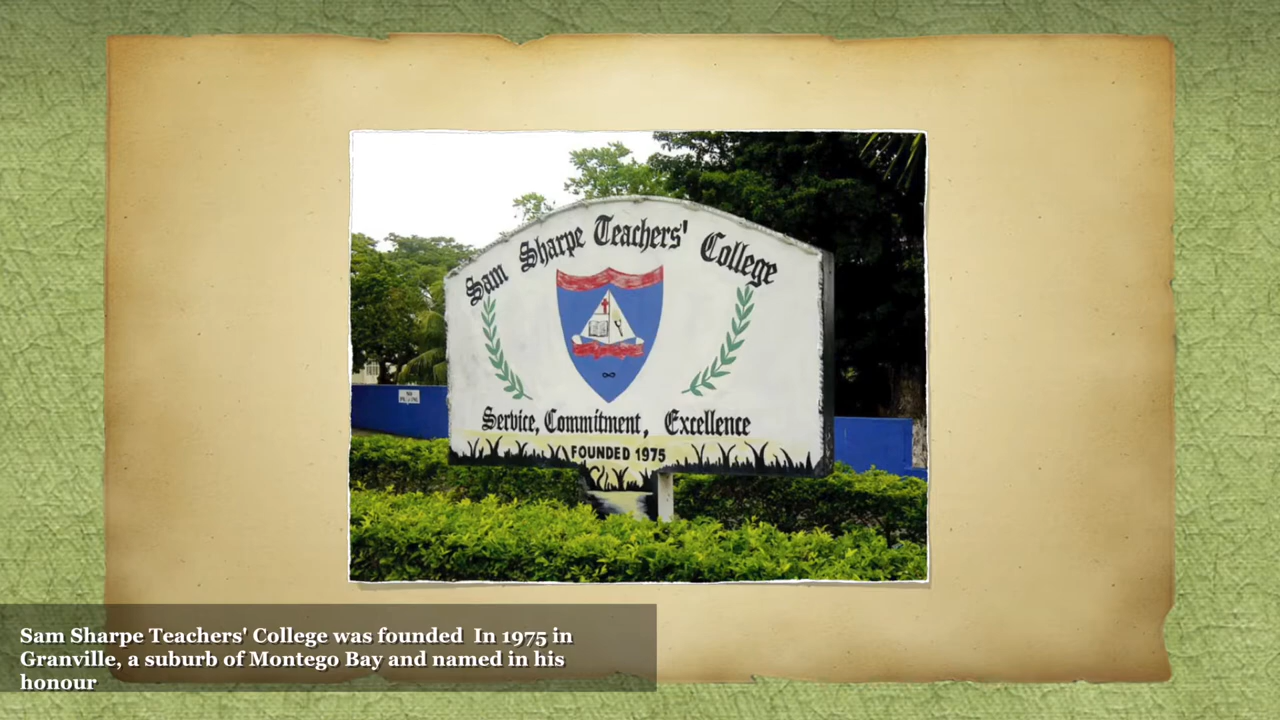 Sam Sharpe Teachers' College
Service, Commitment, Excellence
FOUNDED 1975
Sam Sharpe Teachers' College was founded  In 1975 in
Granville, a suburb of Montego Bay and named in his
honour